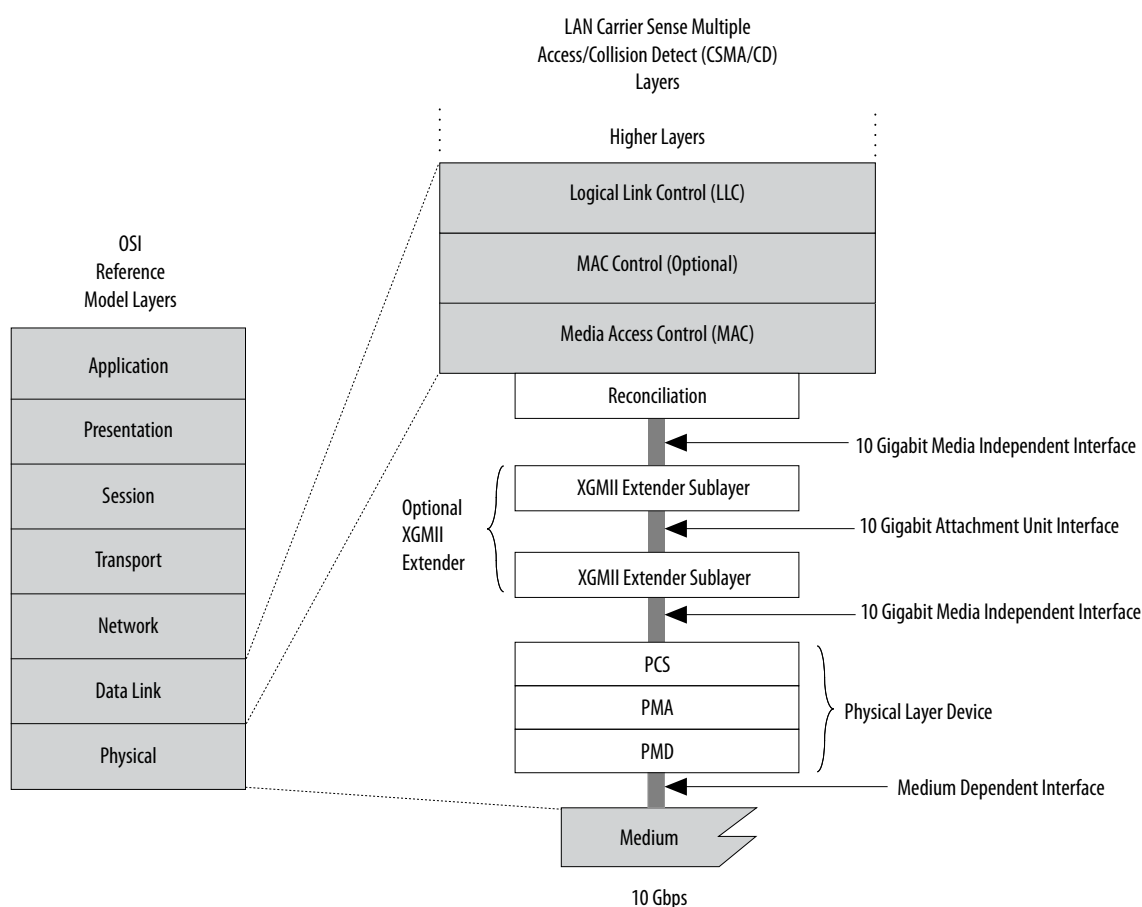 LAN Carrier Sense Multiple
Access/Collision Detect (CSMA/CD)
Layers
Higher Layers
Logical Link Control (LLC)
MAC Control (Optional)
Media Access Control (MAC)
Reconciliation
OSI
Reference
Model Layers
Application
Presentation
Session
Transport
Network
Data Link
Physical
10 Gigabit Media Independent Interface
Optional
XGMII
Extender
XGMII Extender Sublayer
10 Gigabit Attachment Unit Interface
XGMII Extender Sublayer
10 Gigabit Media Independent Interface
PCS
PMA
PMD
Physical Layer Device
Medium Dependent Interface
Medium
10 Gbps